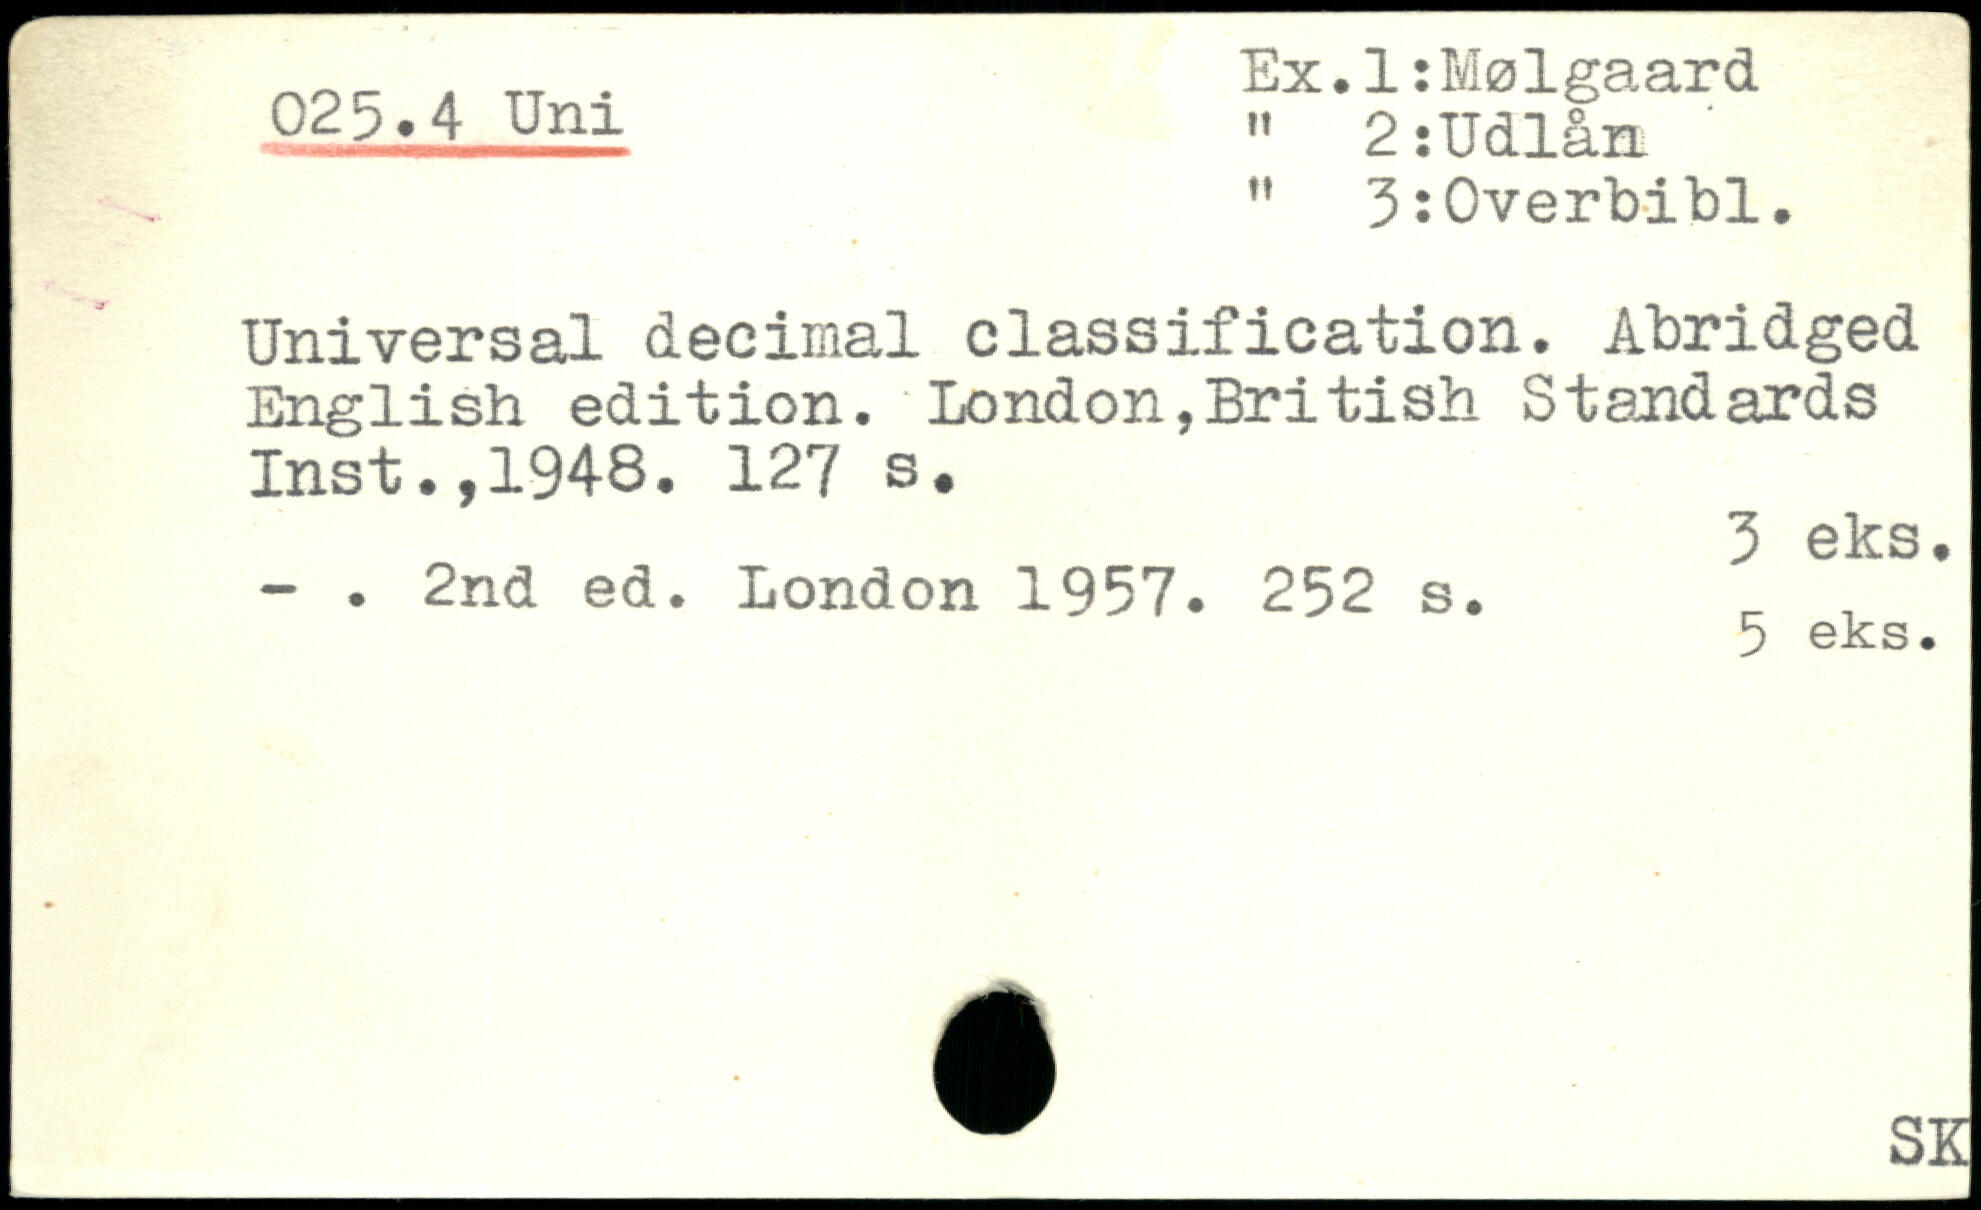 025.4 Uni
Ex.1:Mølgaard
" 2:Udlån
" 3:Overbibl.
Universal decimal classification. Abridged
English edition. London,British Standards
Inst.,1948. 127 s.
3 eks.
- . 2nd ed. London 1957. 252 s.
5 eks.
SK